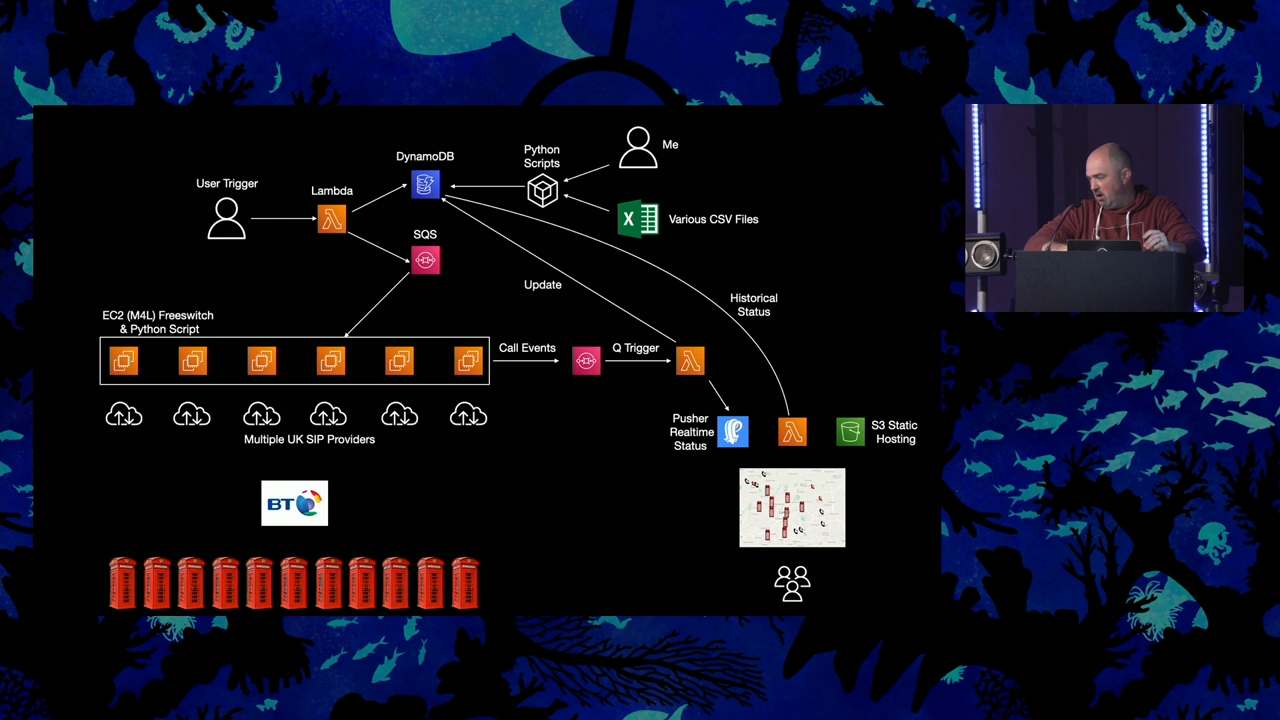 DynamoDB
Python
Scripts
Me
User Trigger
Lambda
Various CSV Files
SQS
Update
Historical
Status
EC2 (M4L) Freeswitch
& Python Script
Call Events
Q Trigger
Pusher
Realtime
Status
S3 Static
Hosting
Multiple UK SIP Providers
BT